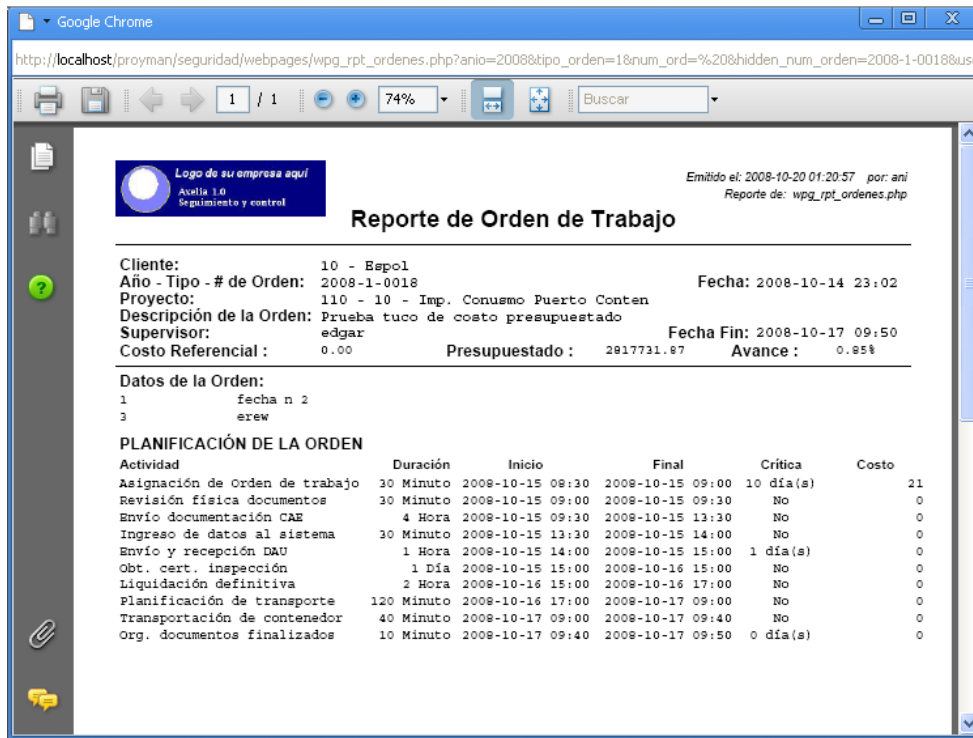 Google Chrome
http://localhost/proyman/seguridad/webpages/wpg_rpt_ordenes.php?anio=2008&tipo_orden=1&num_ord=%20&hidden_num_orden=2008-1-0018&us
1 / 1 74% Buscar
Logo de su empresa aquí
Axelia 1.0
Seguimiento y control
Emitido el: 2008-10-20 01:20:57 por: ani
Reporte de: wpg_rpt_ordenes.php
Reporte de Orden de Trabajo
Cliente: 10 - Espol
Año - Tipo - # de Orden: 2008-1-0018 Fecha: 2008-10-14 23:02
Proyecto: 110 - 10 - Imp. Conusmo Puerto Conten
Descripción de la Orden: Prueba tuco de costo presupuestado
Supervisor: edgar Fecha Fin: 2008-10-17 09:50
Costo Referencial : 0.00 Presupuestado : 2817731.87 Avance : 0.85%
Datos de la Orden:
1 fecha n 2
3 erew
PLANIFICACIÓN DE LA ORDEN
Actividad Duración Inicio Final Crítica Costo
Asignación de Orden de trabajo 30 Minuto 2008-10-15 08:30 2008-10-15 09:00 10 día(s) 21
Revisión física documentos 30 Minuto 2008-10-15 09:00 2008-10-15 09:30 No 0
Envío documentación CAE 4 Hora 2008-10-15 09:30 2008-10-15 13:30 No 0
Ingreso de datos al sistema 30 Minuto 2008-10-15 13:30 2008-10-15 14:00 No 0
Envío y recepción DAU 1 Hora 2008-10-15 14:00 2008-10-15 15:00 1 día(s) 0
Obt. cert. inspección 1 Día 2008-10-15 15:00 2008-10-16 15:00 No 0
Liquidación definitiva 2 Hora 2008-10-16 15:00 2008-10-16 17:00 No 0
Planificación de transporte 120 Minuto 2008-10-16 17:00 2008-10-17 09:00 No 0
Transportación de contenedor 40 Minuto 2008-10-17 09:00 2008-10-17 09:40 No 0
Org. documentos finalizados 10 Minuto 2008-10-17 09:40 2008-10-17 09:50 0 día(s) 0